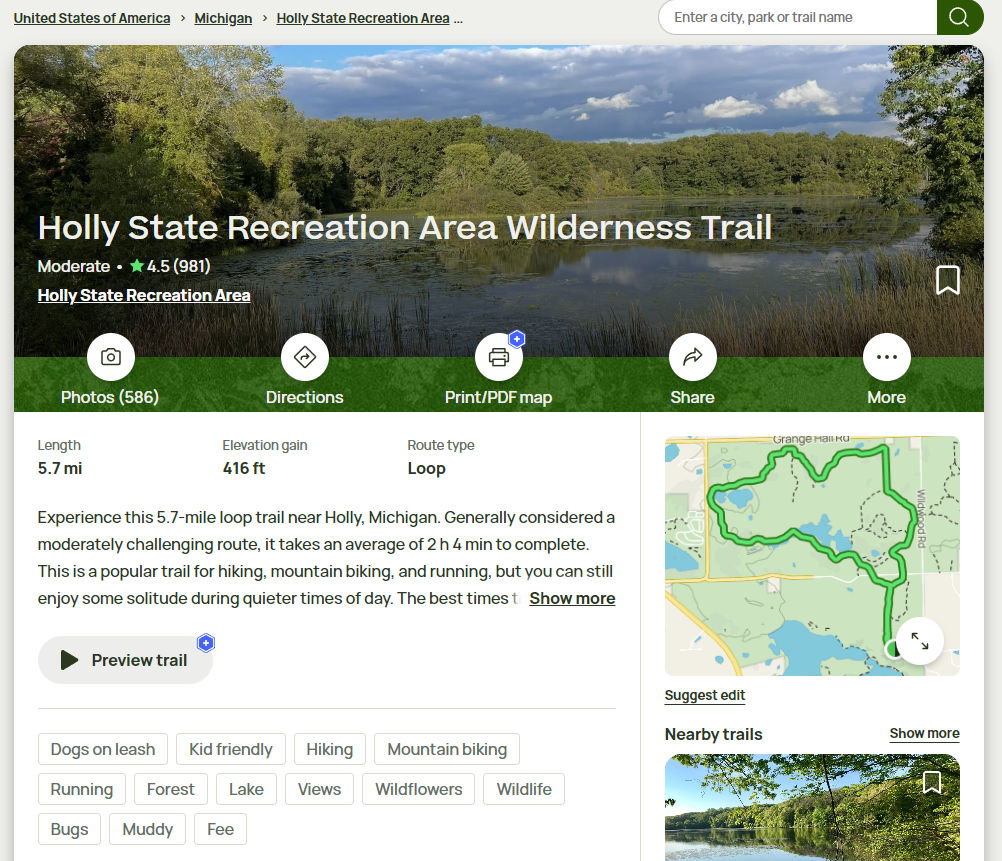 United States of America › Michigan › Holly State Recreation Area ...
Enter a city, park or trail name
Holly State Recreation Area Wilderness Trail
Moderate • 4.5 (981)
Holly State Recreation Area
Photos (586)
Directions
Print/PDF map
Share
More
Length
5.7 mi
Elevation gain
416 ft
Route type
Loop
Experience this 5.7-mile loop trail near Holly, Michigan. Generally considered a
moderately challenging route, it takes an average of 2 h 4 min to complete.
This is a popular trail for hiking, mountain biking, and running, but you can still
enjoy some solitude during quieter times of day. The best times Show more
Preview trail
Dogs on leash
Kid friendly
Hiking
Mountain biking
Running
Forest
Lake
Views
Wildflowers
Wildlife
Bugs
Muddy
Fee
Grange Hall Rd
Wildwood Rd
Suggest edit
Nearby trails
Show more